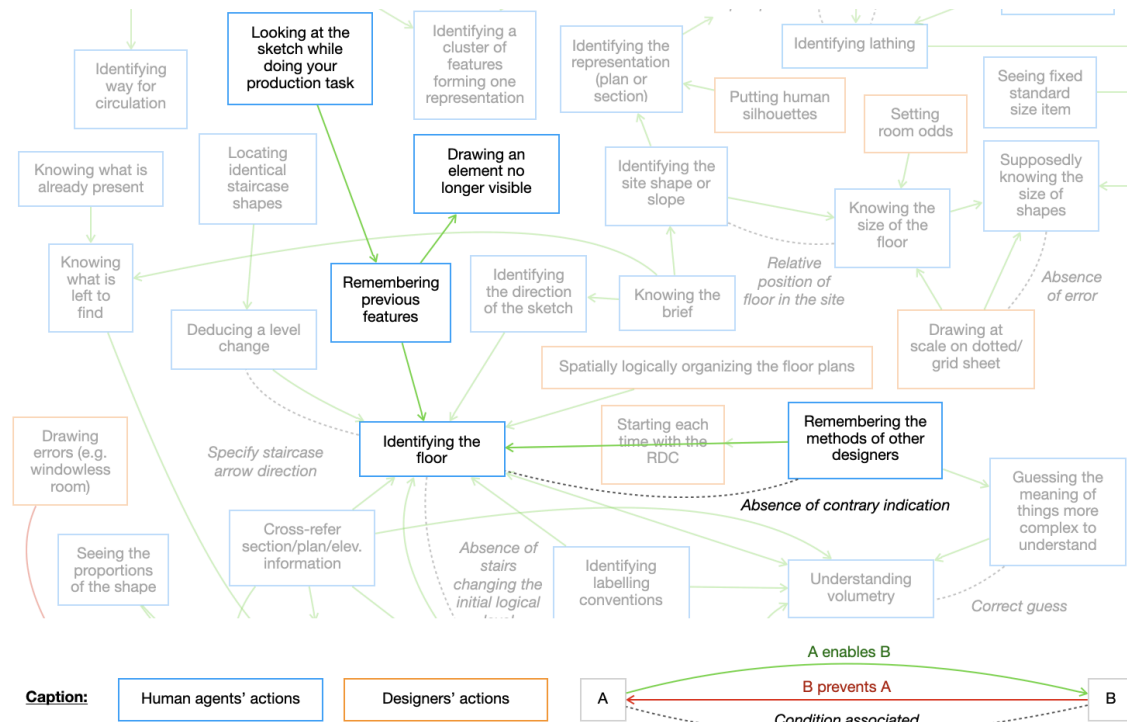 Looking at the
sketch while
doing your
production task
Identifying a
cluster of
features
forming one
representation
Identifying the
representation
(plan or
section)
Identifying lathing
Identifying
way for
circulation
Putting human
silhouettes
Seeing fixed
standard
size item
Setting
room odds
Drawing an
element no
longer visible
Locating
identical
staircase
shapes
Knowing what is
already present
Identifying the
site shape or
slope
Supposedly
knowing the
size of
shapes
Knowing the
size of the
floor
Knowing
what is
left to
find
Remembering
previous
features
Identifying
the direction
of the sketch
Knowing the
brief
Relative
position of
floor in the site
Absence
of error
Deducing a level
change
Drawing at
scale on dotted/
grid sheet
Spatially logically organizing the floor plans
Drawing
errors (e.g.
windowless
room)
Specify staircase
arrow direction
Identifying the
floor
Starting each
time with the
RDC
Remembering the
methods of other
designers
Absence of contrary indication
Guessing the
meaning of
things more
complex to
understand
Cross-refer
section/plan/elev.
information
Seeing the
proportions
of the shape
Absence of
stairs
changing the
initial logical
level
Identifying
labelling
conventions
Understanding
volumetry
Correct guess
Caption:
Human agents' actions
Designers' actions
A
A enables B
B prevents A
Condition associated
B